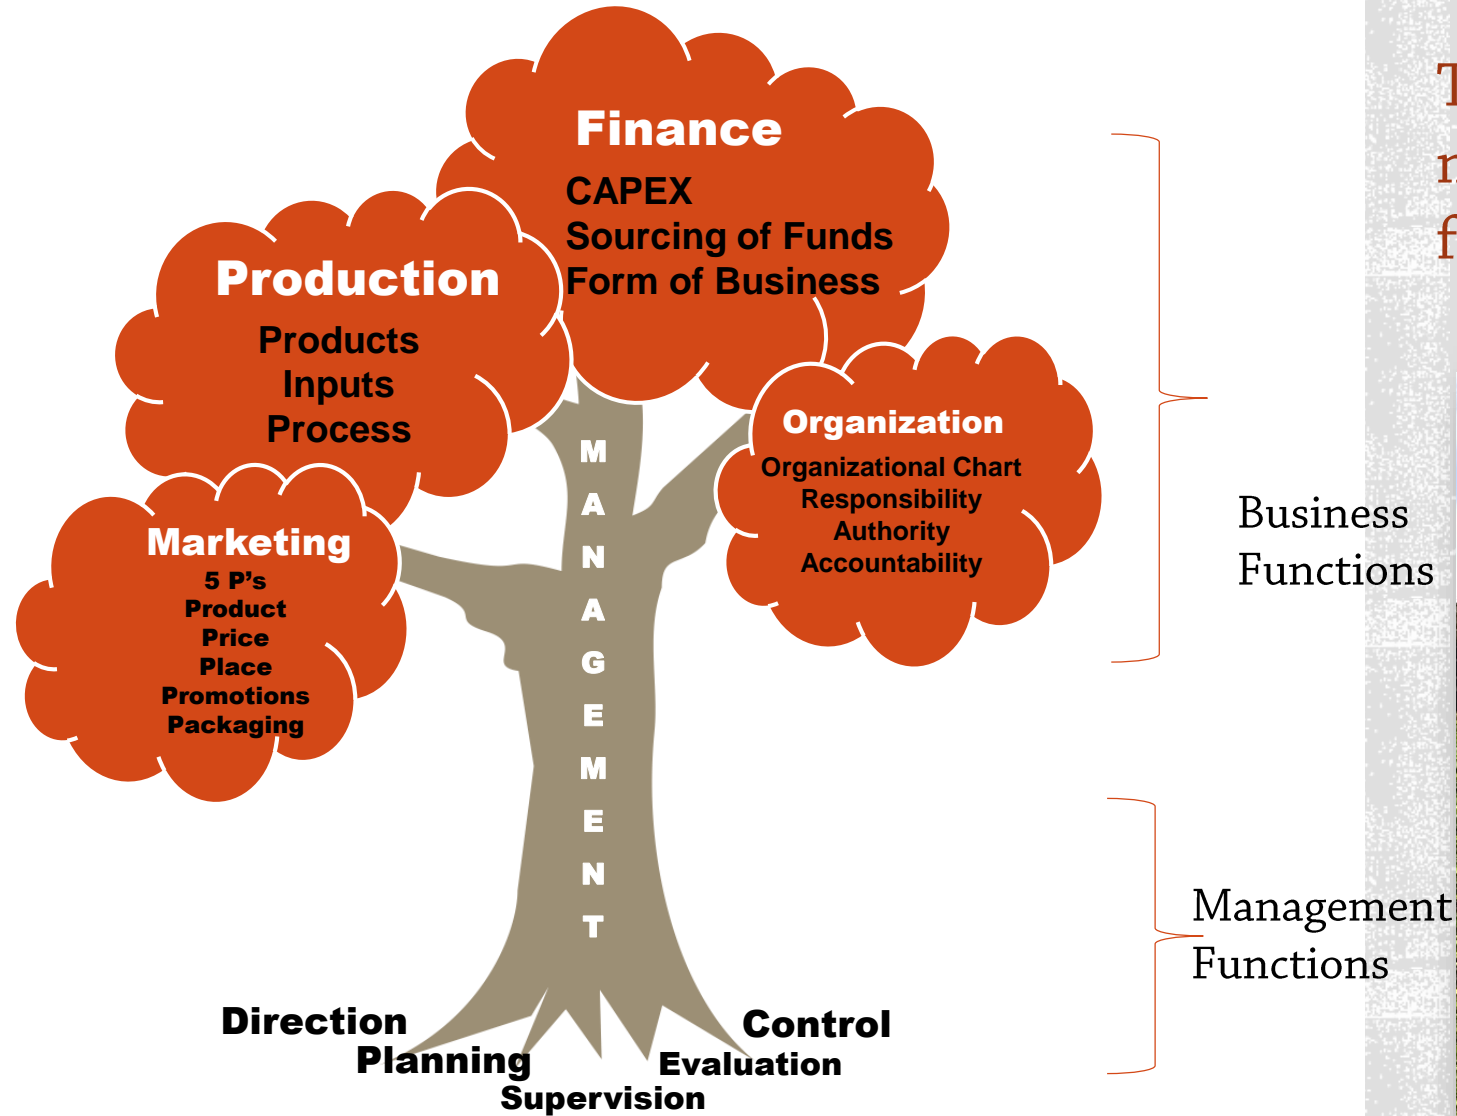 Finance
CAPEX
Sourcing of Funds
Form of Business
Production
Products
Inputs
Process
Organization
Organizational Chart
Responsibility
Authority
Accountability
Marketing
5 P's
Product
Price
Place
Promotions
Packaging
M
A
N
A
G
E
M
E
N
T
Business
Functions
Management
Functions
Direction
Planning
Supervision
Evaluation
Control